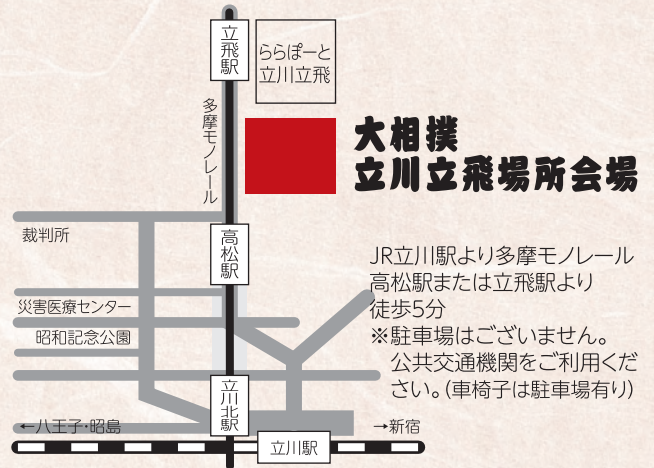 立飛駅
ららぽーと
立川立飛
多摩モノレール
大相撲
立川立飛場所会場
裁判所
高松駅
JR立川駅より多摩モノレール
高松駅または立飛駅より
徒歩5分
※駐車場はございません。
公共交通機関をご利用くだ
さい。(車椅子は駐車場有り)
災害医療センター
昭和記念公園
立川北駅
←八王子・昭島
→新宿
立川駅